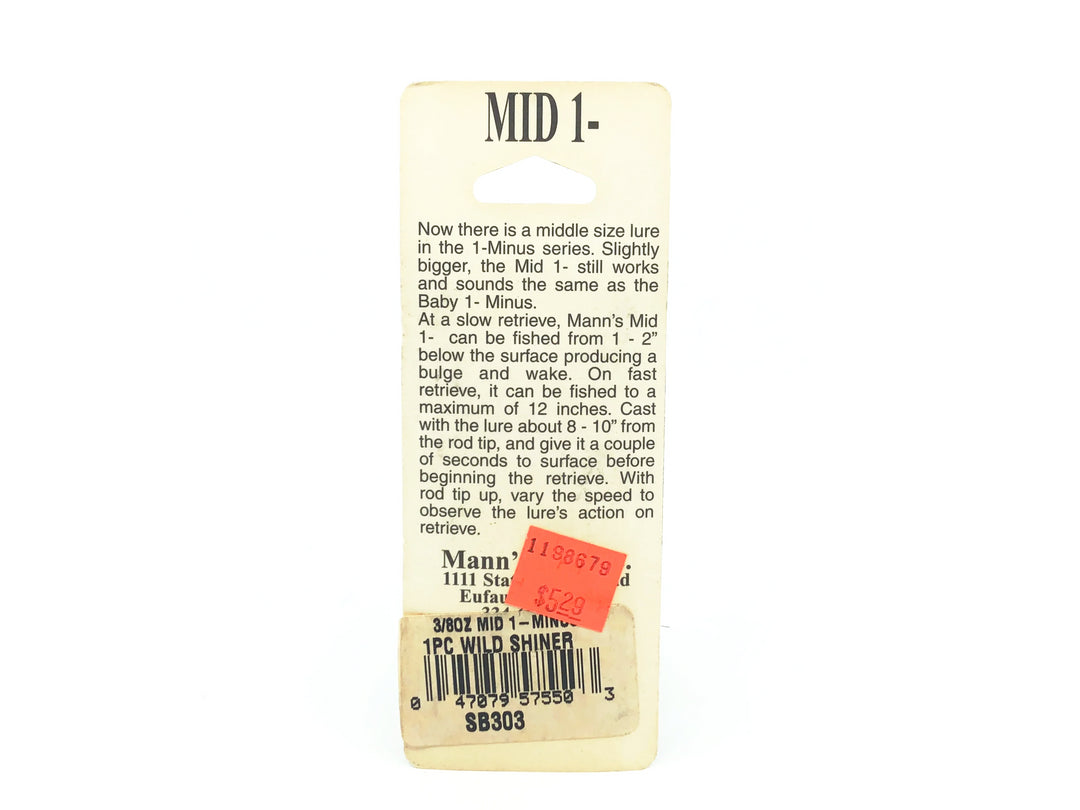 MID 1-
Now there is a middle size lure
in the 1-Minus series. Slightly
bigger, the Mid 1- still works
and sounds the same as the
Baby 1- Minus.
At a slow retrieve, Mann's Mid
1- can be fished from 1 - 2"
below the surface producing a
bulge and wake. On fast
retrieve, it can be fished to a
maximum of 12 inches. Cast
with the lure about 8 - 10" from
the rod tip, and give it a couple
of seconds to surface before
beginning the retrieve. With
rod tip up, vary the speed to
observe the lure's action on
retrieve.
Mann'
1111
1198679
$5.29
3/8OZ MID 1-MINUS
1PC WILD SHINER
0 47079 57550 3
SB303